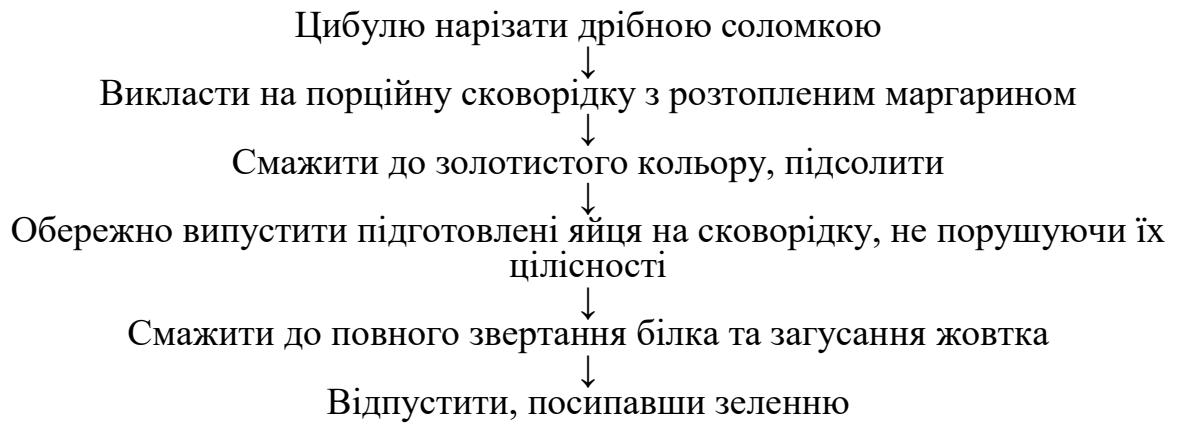 Цибулю нарізати дрібною соломкою
↓
Викласти на порційну сковорідку з розтопленим маргарином
↓
Смажити до золотистого кольору, підсолити
↓
Обережно випустити підготовлені яйця на сковорідку, не порушуючи їх
цілісності
↓
Смажити до повного звертання білка та загусання жовтка
↓
Відпустити, посипавши зеленню